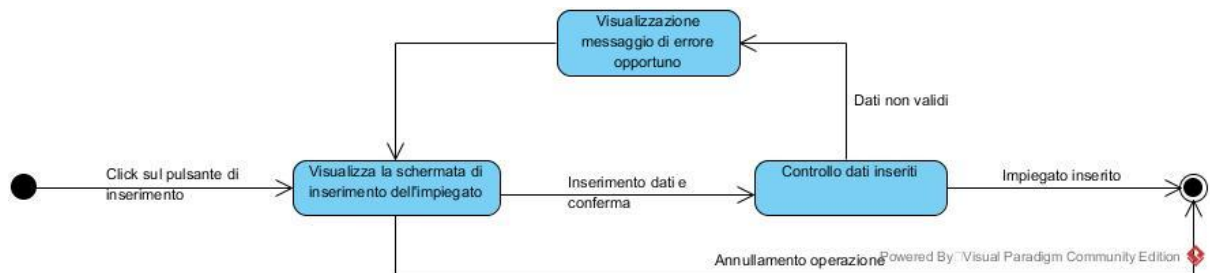 Visualizzazione
messaggio di errore
opportuno
Dati non validi
Click sul pulsante di
inserimento
Visualizza la schermata di
inserimento dell'impiegato
Inserimento dati e
conferma
Controllo dati inseriti
Impiegato inserito
Annullamento operazione
Powered By Visual Paradigm Community Edition